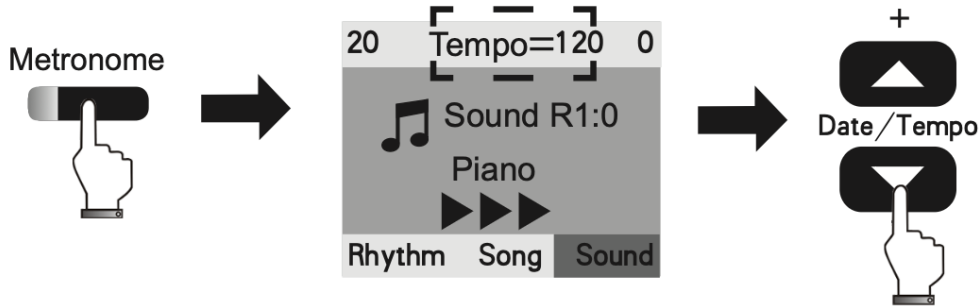 Metronome
20 Tempo=120 0
Sound R1:0
Piano
Rhythm Song Sound
+
Date/Tempo